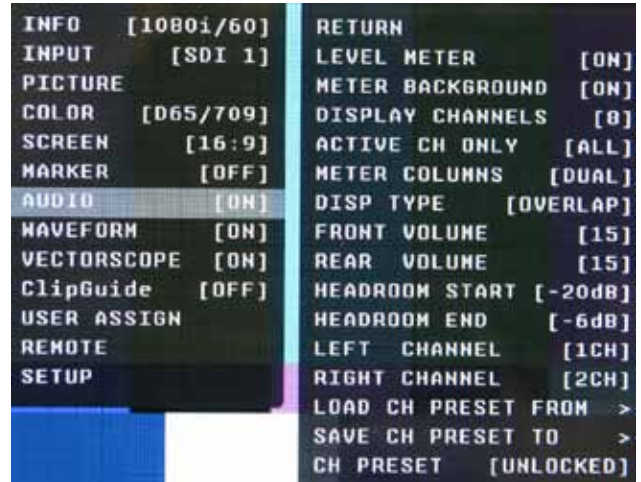 INFO [1080i/60]
INPUT [SDI 1]
PICTURE
COLOR [D65/709]
SCREEN [16:9]
MARKER [OFF]
AUDIO [ON]
WAVEFORM [ON]
VECTORSCOPE [ON]
ClipGuide [OFF]
USER ASSIGN
REMOTE
SETUP
RETURN
LEVEL METER [ON]
METER BACKGROUND [ON]
DISPLAY CHANNELS [8]
ACTIVE CH ONLY [ALL]
METER COLUMNS [DUAL]
DISP TYPE [OVERLAP]
FRONT VOLUME [15]
REAR VOLUME [15]
HEADROOM START [-20dB]
HEADROOM END [-6dB]
LEFT CHANNEL [1CH]
RIGHT CHANNEL [2CH]
LOAD CH PRESET FROM >
SAVE CH PRESET TO >
CH PRESET [UNLOCKED]